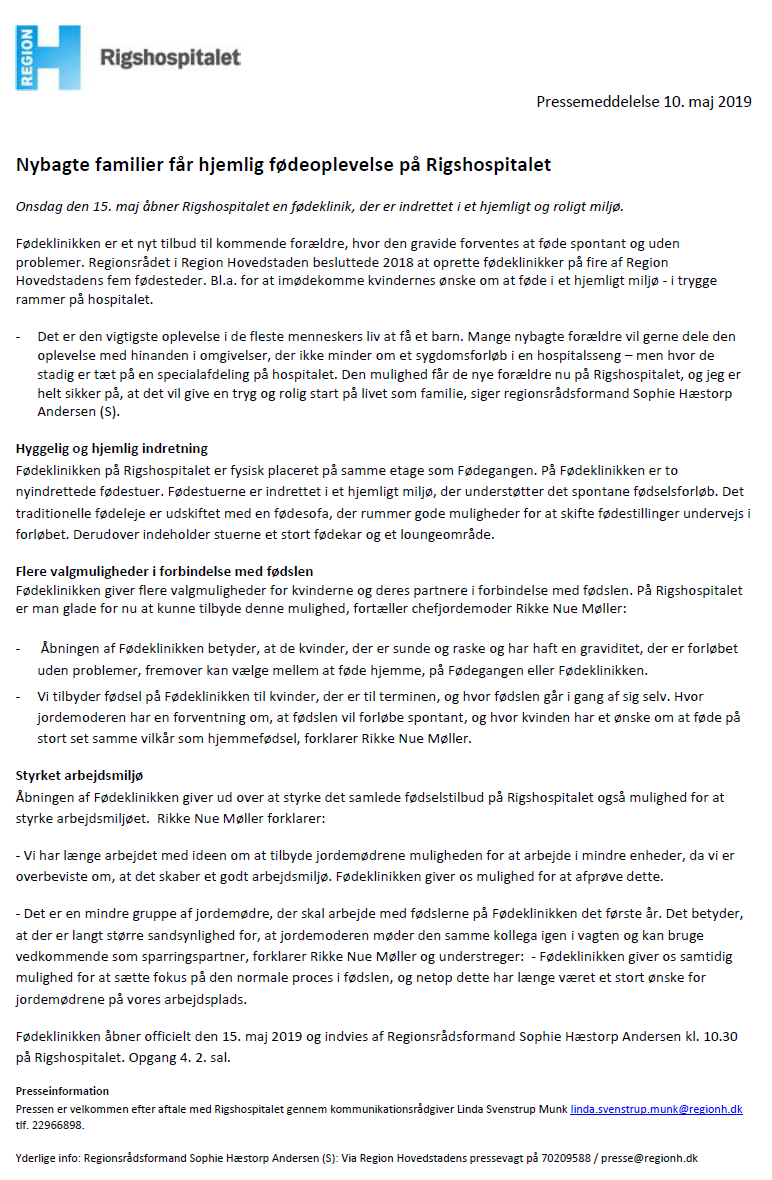 REGION
Rigshospitalet
Pressemeddelelse 10. maj 2019
Nybagte familier får hjemlig fødeoplevelse på Rigshospitalet
Onsdag den 15. maj åbner Rigshospitalet en fødeklinik, der er indrettet i et hjemligt og roligt miljø.
Fødeklinikken er et nyt tilbud til kommende forældre, hvor den gravide forventes at føde spontant og uden
problemer. Regionsrådet i Region Hovedstaden besluttede 2018 at oprette fødeklinikker på fire af Region
Hovedstadens fem fødesteder. Bl.a. for at imødekomme kvindernes ønske om at føde i et hjemligt miljø - i trygge
rammer på hospitalet.
- Det er den vigtigste oplevelse i de fleste menneskers liv at få et barn. Mange nybagte forældre vil gerne dele den
oplevelse med hinanden i omgivelser, der ikke minder om et sygdomsforløb i en hospitalsseng – men hvor de
stadig er tæt på en specialafdeling på hospitalet. Den mulighed får de nye forældre nu på Rigshospitalet, og jeg er
helt sikker på, at det vil give en tryg og rolig start på livet som familie, siger regionsrådsformand Sophie Hæstorp
Andersen (S).
Hyggelig og hjemlig indretning
Fødeklinikken på Rigshospitalet er fysisk placeret på samme etage som Fødegangen. På Fødeklinikken er to
nyindrettede fødestuer. Fødestuerne er indrettet i et hjemligt miljø, der understøtter det spontane fødselsforløb. Det
traditionelle fødeleje er udskiftet med en fødesofa, der rummer gode muligheder for at skifte fødestillinger undervejs i
forløbet. Derudover indeholder stuerne et stort fødekar og et loungeområde.
Flere valgmuligheder i forbindelse med fødslen
Fødeklinikken giver flere valgmuligheder for kvinderne og deres partnere i forbindelse med fødslen. På Rigshospitalet
er man glade for nu at kunne tilbyde denne mulighed, fortæller chefjordemoder Rikke Nue Møller:
- Åbningen af Fødeklinikken betyder, at de kvinder, der er sunde og raske og har haft en graviditet, der er forløbet
uden problemer, fremover kan vælge mellem at føde hjemme, på Fødegangen eller Fødeklinikken.
- Vi tilbyder fødsel på Fødeklinikken til kvinder, der er til terminen, og hvor fødslen går i gang af sig selv. Hvor
jordemoderen har en forventning om, at fødslen vil forløbe spontant, og hvor kvinden har et ønske om at føde på
stort set samme vilkår som hjemmefødsel, forklarer Rikke Nue Møller.
Styrket arbejdsmiljø
Åbningen af Fødeklinikken giver ud over at styrke det samlede fødselstilbud på Rigshospitalet også mulighed for at
styrke arbejdsmiljøet. Rikke Nue Møller forklarer:
- Vi har længe arbejdet med ideen om at tilbyde jordemødrene muligheden for at arbejde i mindre enheder, da vi er
overbeviste om, at det skaber et godt arbejdsmiljø. Fødeklinikken giver os mulighed for at afprøve dette.
- Det er en mindre gruppe af jordemødre, der skal arbejde med fødslerne på Fødeklinikken det første år. Det betyder,
at der er langt større sandsynlighed for, at jordemoderen møder den samme kollega igen i vagten og kan bruge
vedkommende som sparringspartner, forklarer Rikke Nue Møller og understreger: - Fødeklinikken giver os samtidig
mulighed for at sætte fokus på den normale proces i fødslen, og netop dette har længe været et stort ønske for
jordemødrene på vores arbejdsplads.
Fødeklinikken åbner officielt den 15. maj 2019 og indvies af Regionsrådsformand Sophie Hæstorp Andersen kl. 10.30
på Rigshospitalet. Opgang 4. 2. sal.
Presseinformation
Pressen er velkommen efter aftale med Rigshospitalet gennem kommunikationsrådgiver Linda Svenstrup Munk linda.svenstrup.munk@regionh.dk
tlf. 22966898.
Yderlige info: Regionsrådsformand Sophie Hæstorp Andersen (S): Via Region Hovedstadens pressevagt på 70209588 / presse@regionh.dk